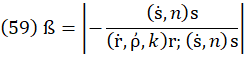 (59) ß = |− (ṡ, n)s / (ṙ, ῤ, k)r; (ṡ, n)s|